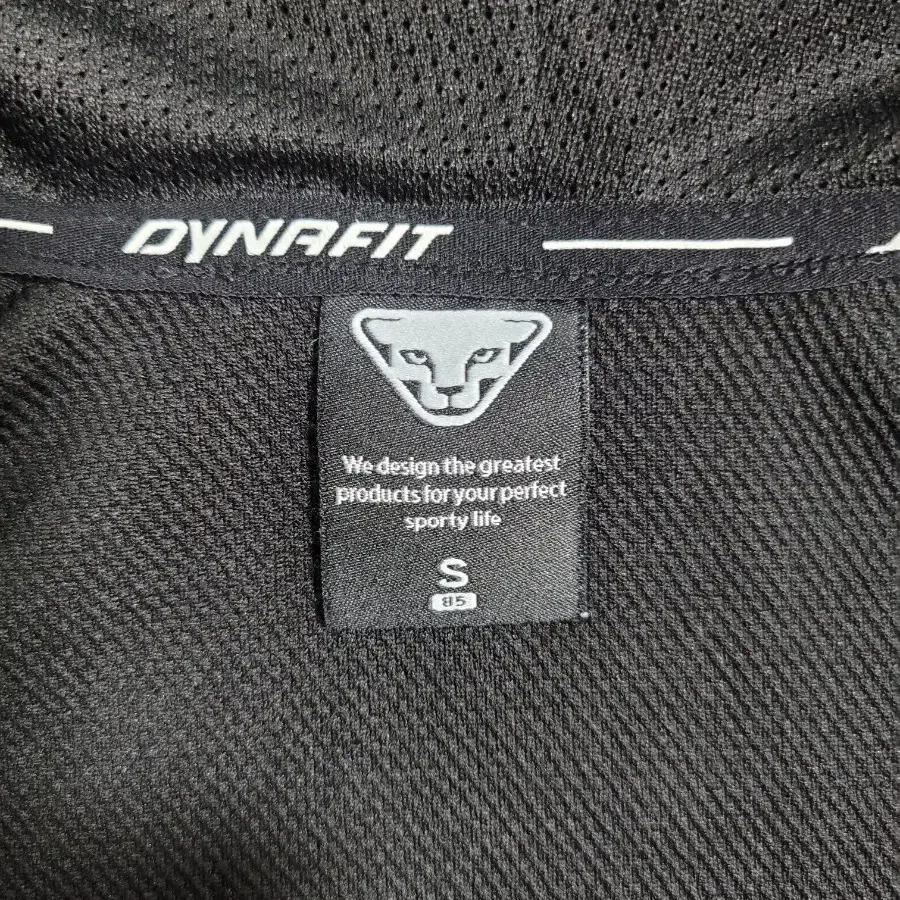 DYNAFIT
We design the greatest
products for your perfect
sporty life
S
85